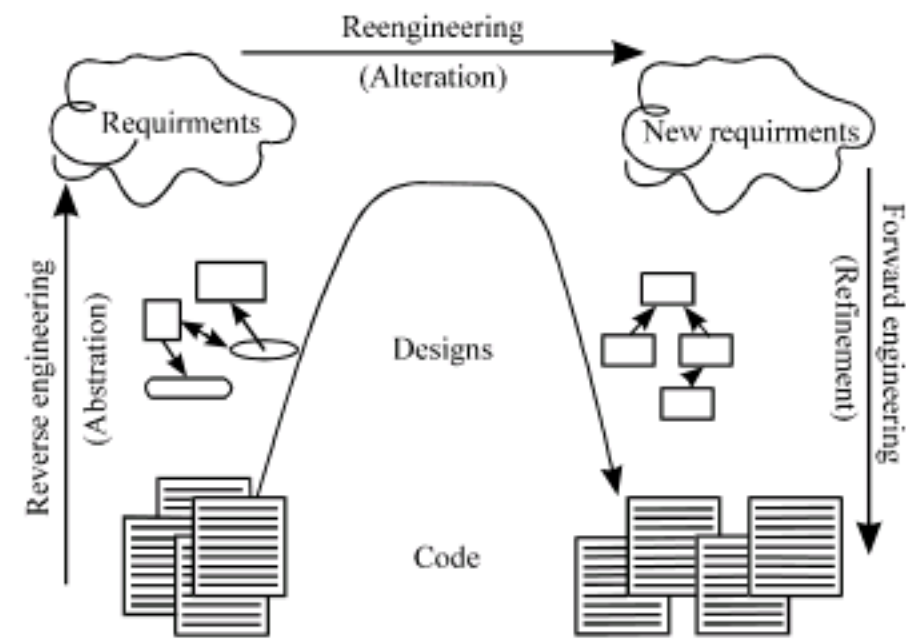 Reengineering
(Alteration)
Requirments
New requirments
Reverse engineering
(Abstration)
Designs
Forward engineering
(Refinement)
Code